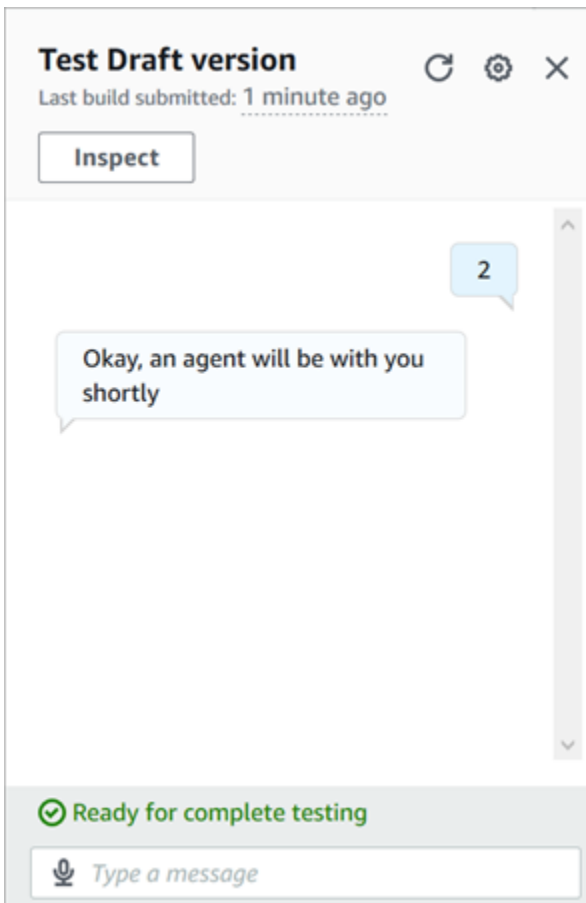 Test Draft version
Last build submitted: 1 minute ago
Inspect
2
Okay, an agent will be with you
shortly
Ready for complete testing
Type a message